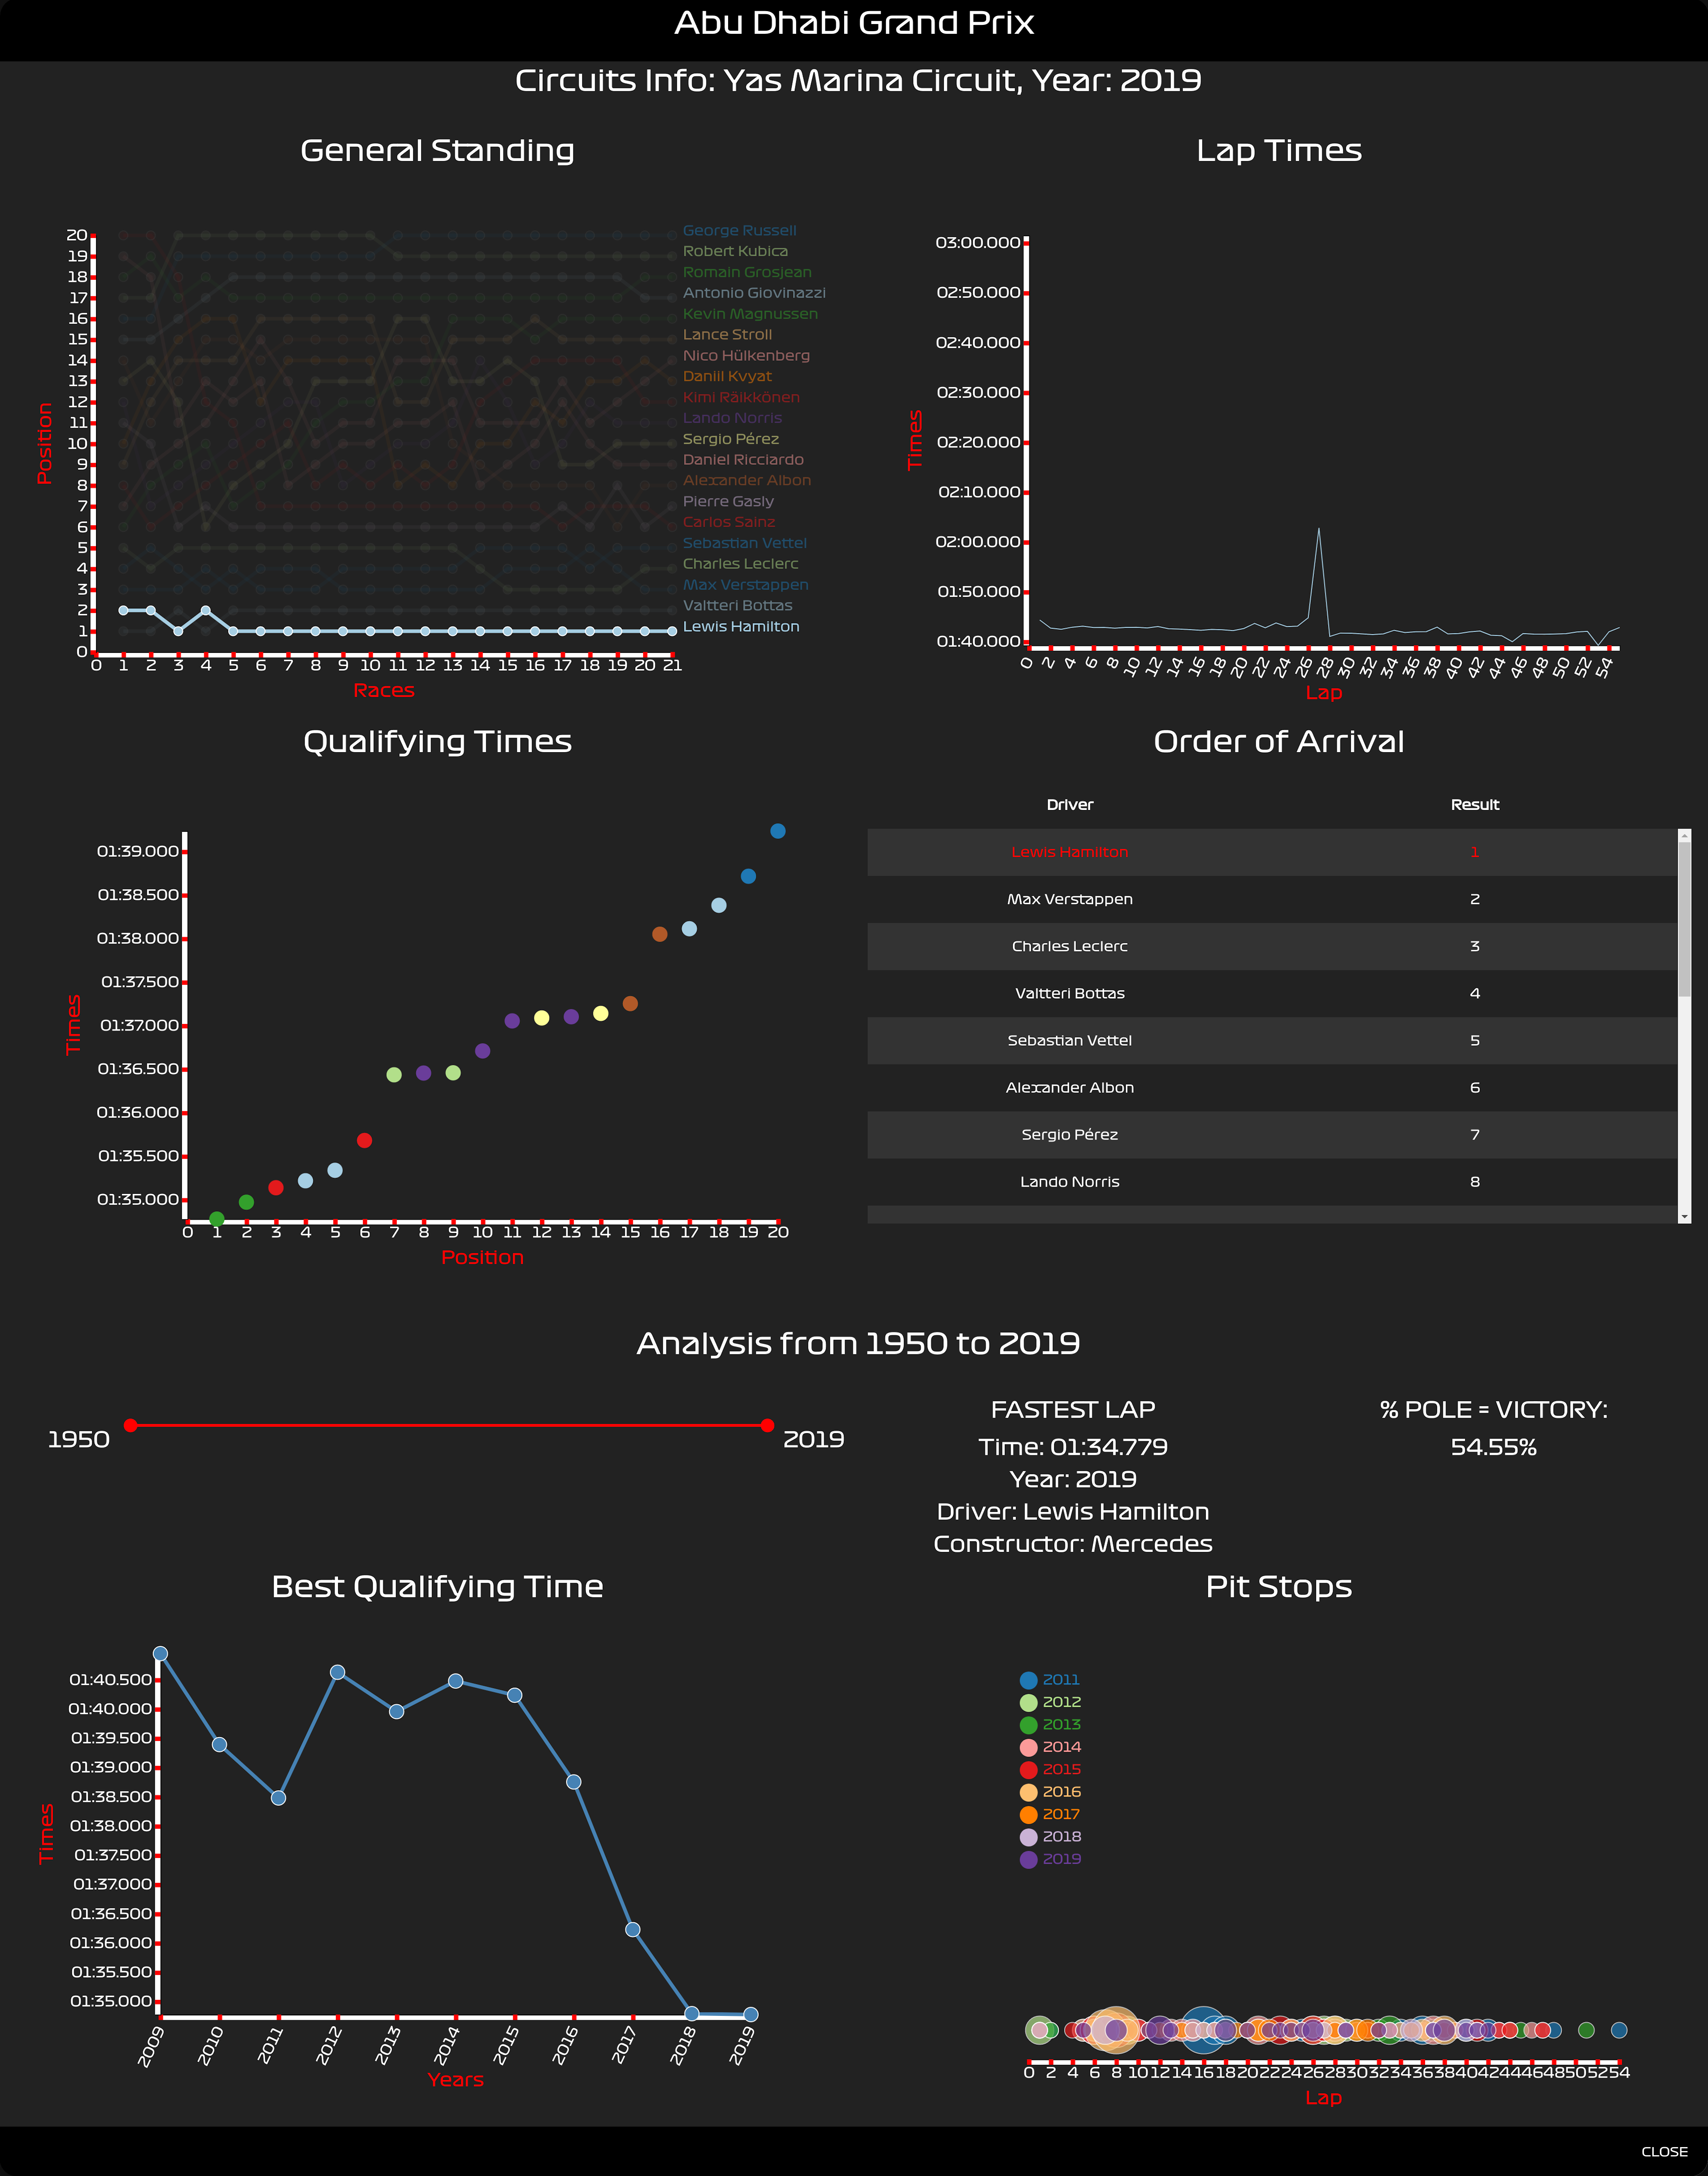 Abu Dhabi Grand Prix
Circuits Info: Yas Marina Circuit, Year: 2019
General Standing
20
19
18
17
16
15
14
13
12
11
10
9
8
7
6
5
4
3
2
1
0
Position
0 1 2 3 4 5 6 7 8 9 10 11 12 13 14 15 16 17 18 19 20 21
Races
George Russell
Robert Kubica
Romain Grosjean
Antonio Giovinazzi
Kevin Magnussen
Lance Stroll
Nico Hülkenberg
Daniil Kvyat
Kimi Räikkönen
Lando Norris
Sergio Pérez
Daniel Ricciardo
Alexander Albon
Pierre Gasly
Carlos Sainz
Sebastian Vettel
Charles Leclerc
Max Verstappen
Valtteri Bottas
Lewis Hamilton
Lap Times
03:00.000
02:50.000
02:40.000
02:30.000
02:20.000
02:10.000
02:00.000
01:50.000
01:40.000
Times
0 2 4 6 8 10 12 14 16 18 20 22 24 26 28 30 32 34 36 38 40 42 44 46 48 50 52 54
Lap
Qualifying Times
01:39.000
01:38.500
01:38.000
01:37.500
01:37.000
01:36.500
01:36.000
01:35.500
01:35.000
Times
0 1 2 3 4 5 6 7 8 9 10 11 12 13 14 15 16 17 18 19 20
Position
Order of Arrival
Driver Result
Lewis Hamilton 1
Max Verstappen 2
Charles Leclerc 3
Valtteri Bottas 4
Sebastian Vettel 5
Alexander Albon 6
Sergio Pérez 7
Lando Norris 8
Analysis from 1950 to 2019
1950 2019
FASTEST LAP
Time: 01:34.779
Year: 2019
Driver: Lewis Hamilton
Constructor: Mercedes
% POLE = VICTORY:
54.55%
Best Qualifying Time
01:40.500
01:40.000
01:39.500
01:39.000
01:38.500
01:38.000
01:37.500
01:37.000
01:36.500
01:36.000
01:35.500
01:35.000
Times
2009 2010 2011 2012 2013 2014 2015 2016 2017 2018 2019
Years
Pit Stops
2011
2012
2013
2014
2015
2016
2017
2018
2019
0 2 4 6 8 10 12 14 16 18 20 22 24 26 28 30 32 34 36 38 40 42 44 46 48 50 52 54
Lap
CLOSE